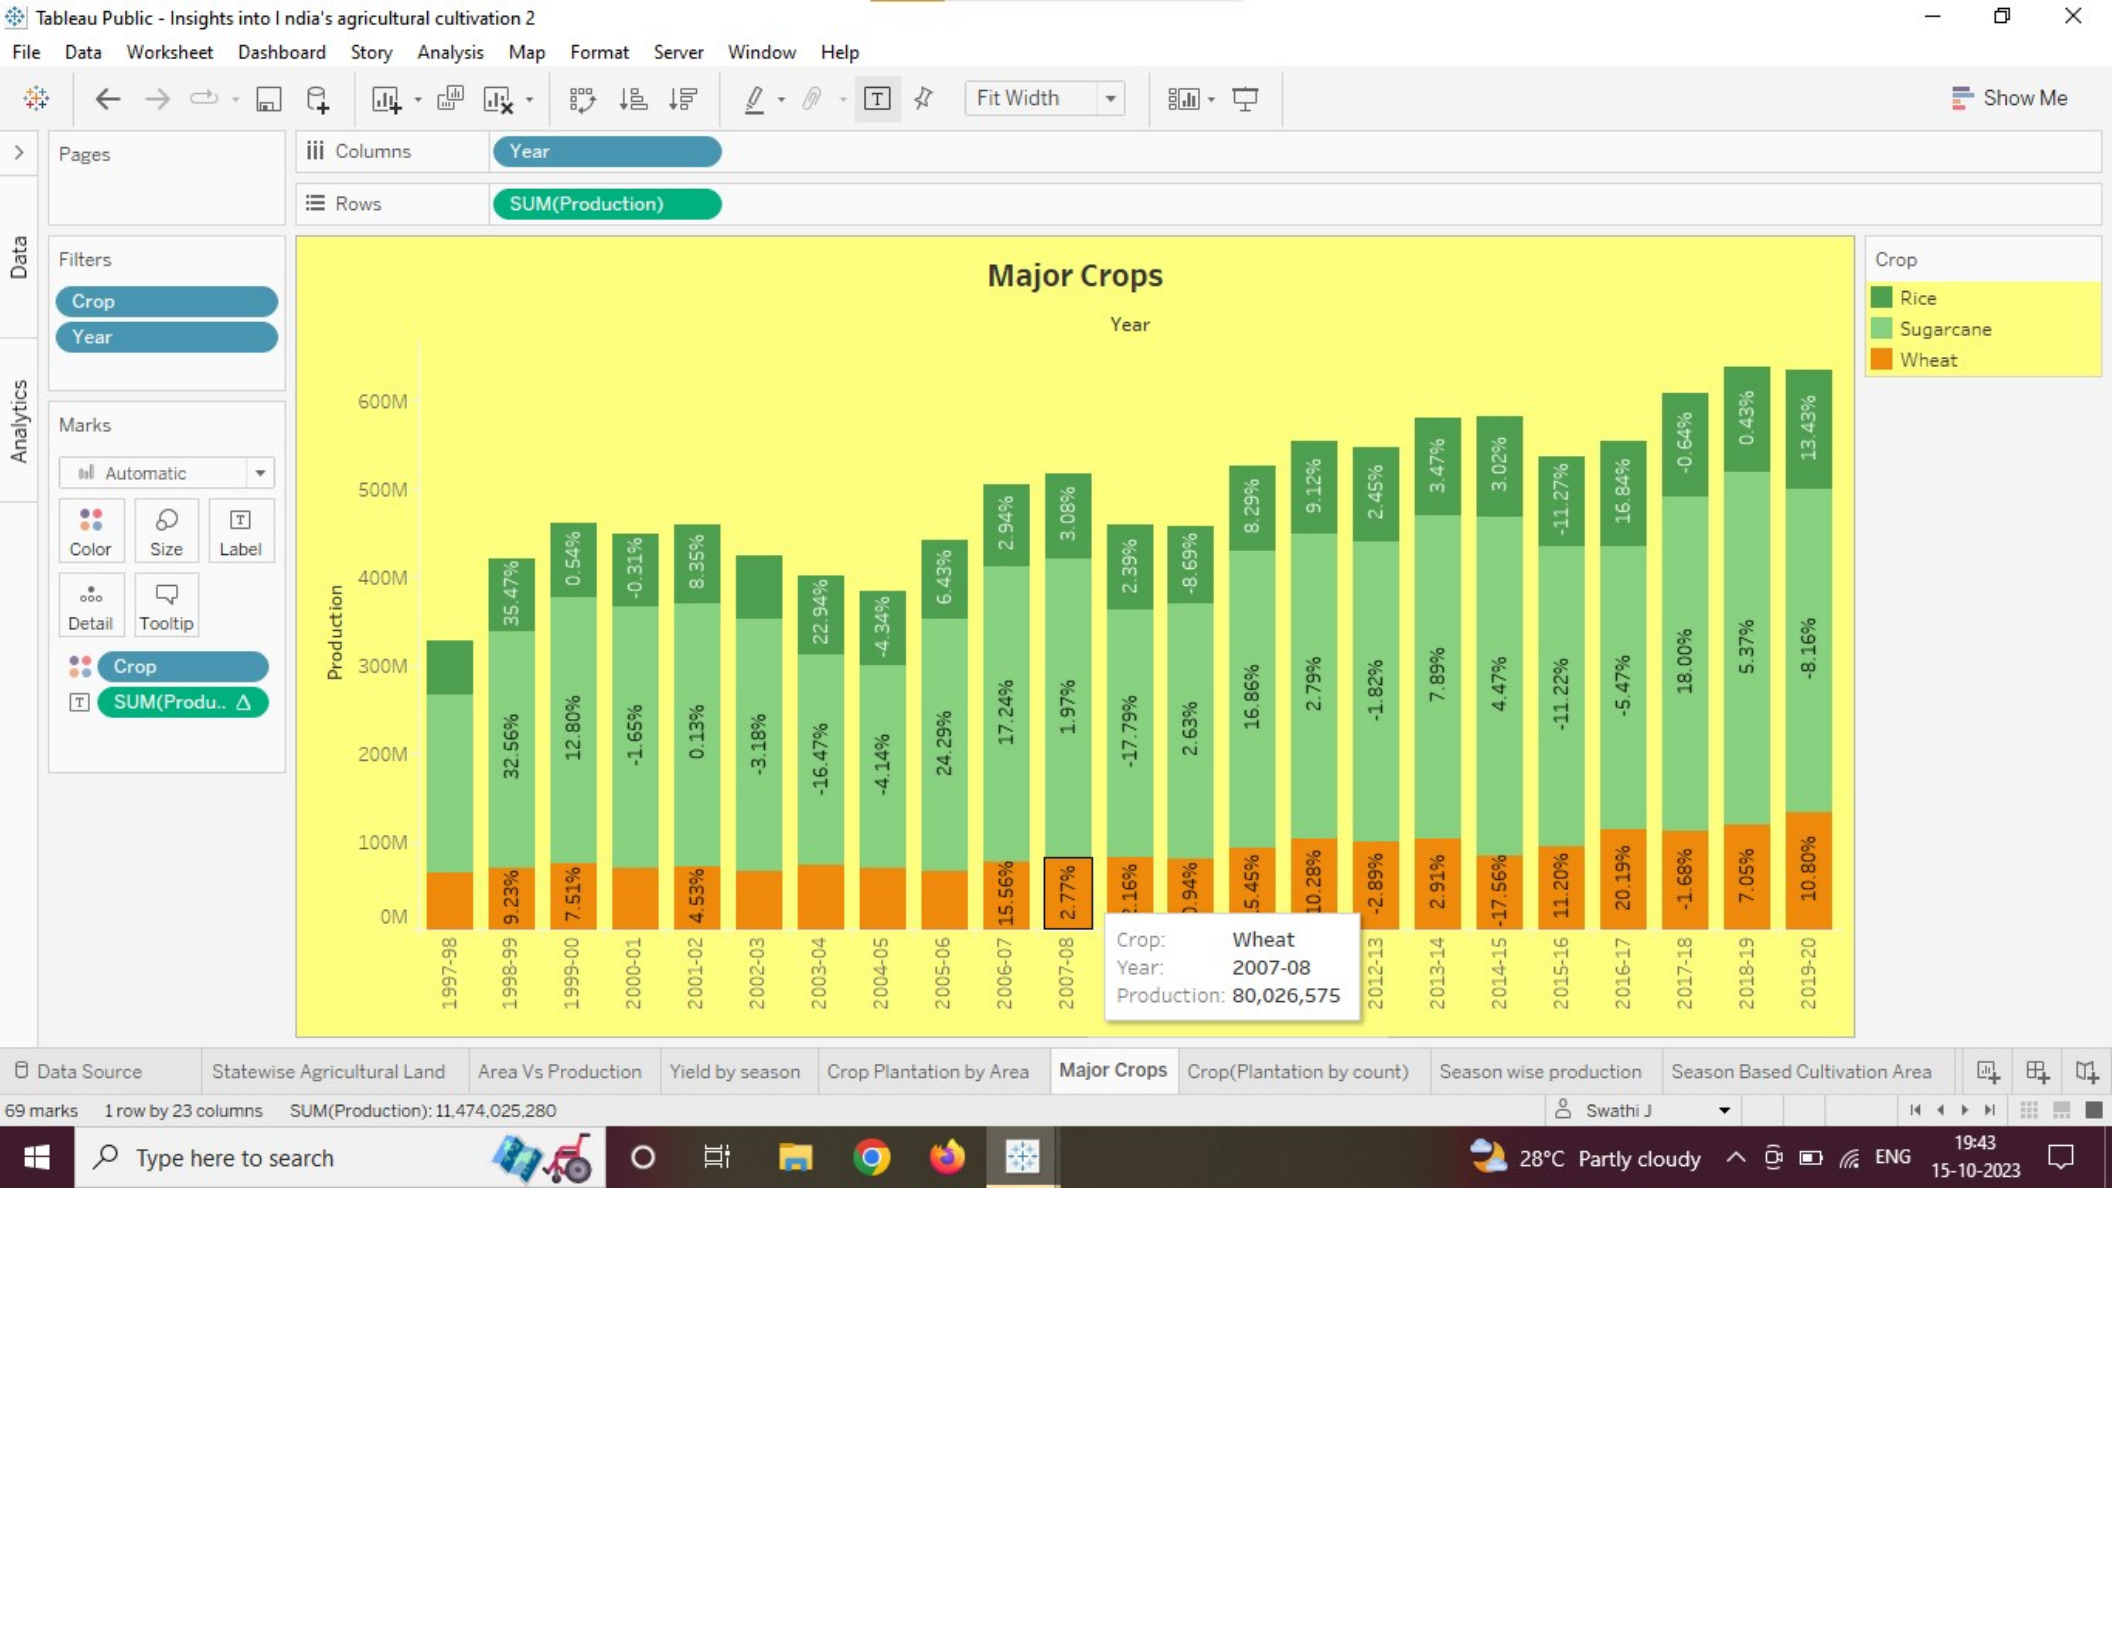 Tableau Public - Insights into I ndia's agricultural cultivation 2
File Data Worksheet Dashboard Story Analysis Map Format Server Window Help
Fit Width
Show Me
Pages
Columns
Year
Rows
SUM(Production)
Data
Analytics
Filters
Crop
Year
Marks
Automatic
Color
Size
Label
Detail
Tooltip
Crop
SUM(Produ..
Major Crops
Year
Production
600M
500M
400M
300M
200M
100M
0M
35.47%
0.54%
-0.31%
8.35%
22.94%
-4.34%
6.43%
2.94%
3.08%
2.39%
-8.69%
8.29%
9.12%
2.45%
3.47%
3.02%
-11.27%
16.84%
-0.64%
0.43%
13.43%
32.56%
12.80%
-1.65%
0.13%
-3.18%
-16.47%
-4.14%
24.29%
17.24%
1.97%
-17.79%
2.63%
16.86%
2.79%
-1.82%
7.89%
4.47%
-11.22%
-5.47%
18.00%
5.37%
-8.16%
9.23%
7.51%
4.53%
15.56%
2.77%
.16%
.94%
5.45%
10.28%
-2.89%
2.91%
-17.56%
11.20%
20.19%
-1.68%
7.05%
10.80%
1997-98
1998-99
1999-00
2000-01
2001-02
2002-03
2003-04
2004-05
2005-06
2006-07
2007-08
2012-13
2013-14
2014-15
2015-16
2016-17
2017-18
2018-19
2019-20
Crop: Wheat
Year: 2007-08
Production: 80,026,575
Crop
Rice
Sugarcane
Wheat
Data Source
Statewise Agricultural Land
Area Vs Production
Yield by season
Crop Plantation by Area
Major Crops
Crop(Plantation by count)
Season wise production
Season Based Cultivation Area
69 marks 1 row by 23 columns SUM(Production): 11,474,025,280
Swathi J
Type here to search
28°C Partly cloudy
ENG
19:43
15-10-2023